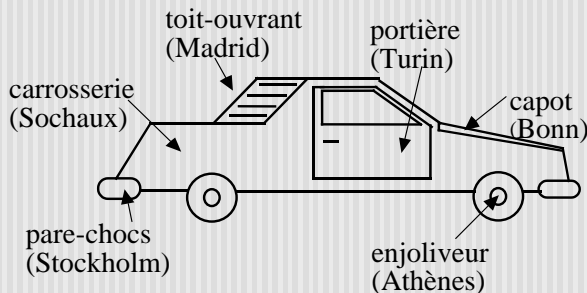 toit-ouvrant
(Madrid)
portière
(Turin)
carrosserie
(Sochaux)
capot
(Bonn)
pare-chocs
(Stockholm)
enjoliveur
(Athènes)